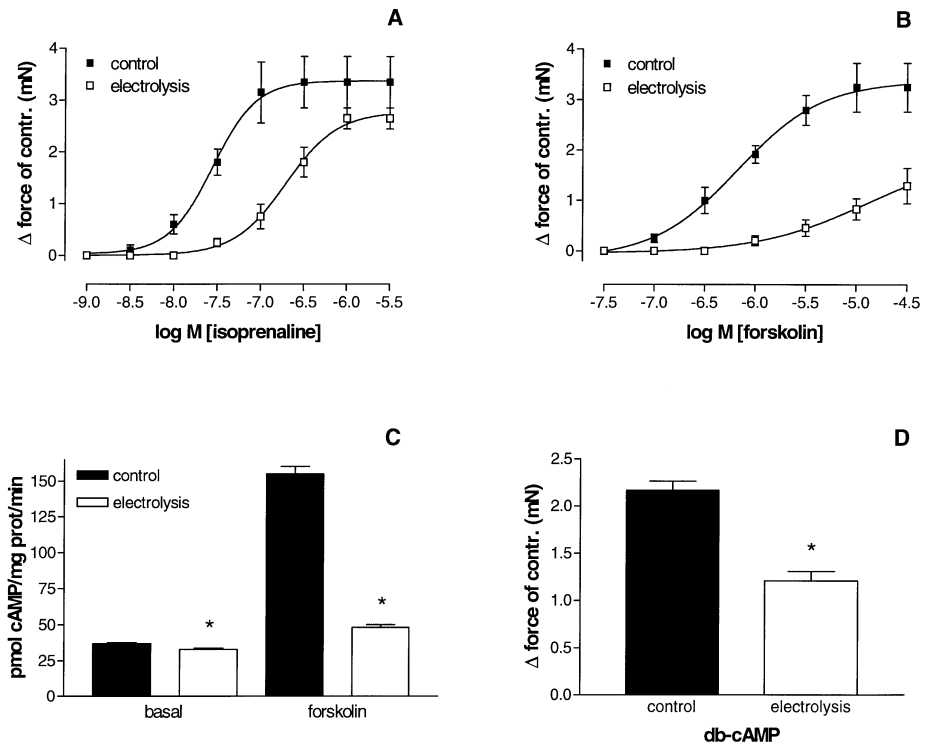 A
Δ force of contr. (mN)
4
3
2
1
0
control
electrolysis
-9.0 -8.5 -8.0 -7.5 -7.0 -6.5 -6.0 -5.5
log M [isoprenaline]
B
Δ force of contr. (mN)
4
3
2
1
0
control
electrolysis
-7.5 -7.0 -6.5 -6.0 -5.5 -5.0 -4.5
log M [forskolin]
C
pmol cAMP/mg prot/min
150
125
100
75
50
25
0
control
electrolysis
*
*
basal forskolin
D
Δ force of contr. (mN)
2.5
2.0
1.5
1.0
0.5
0.0
*
control electrolysis
db-cAMP